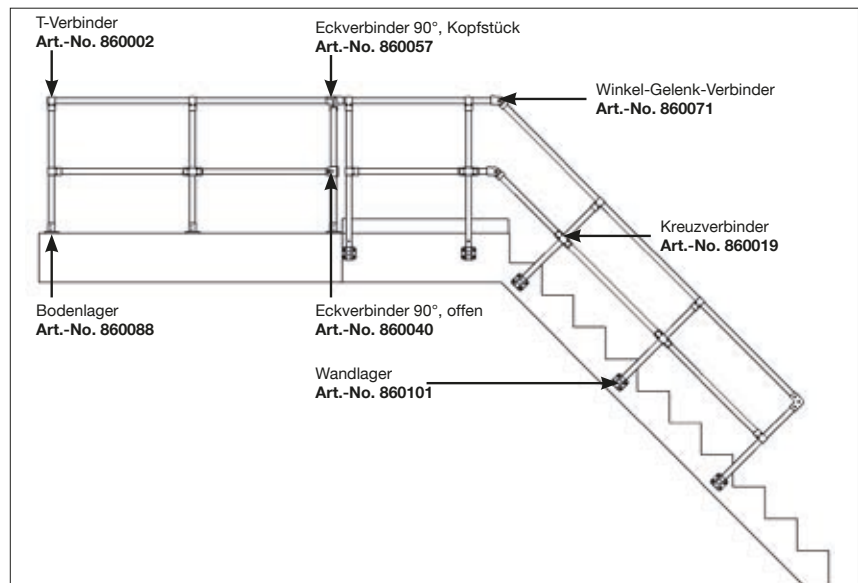 T-Verbinder
Art.-No. 860002
Eckverbinder 90°, Kopfstück
Art.-No. 860057
Winkel-Gelenk-Verbinder
Art.-No. 860071
Kreuzverbinder
Art.-No. 860019
Bodenlager
Art.-No. 860088
Eckverbinder 90°, offen
Art.-No. 860040
Wandlager
Art.-No. 860101